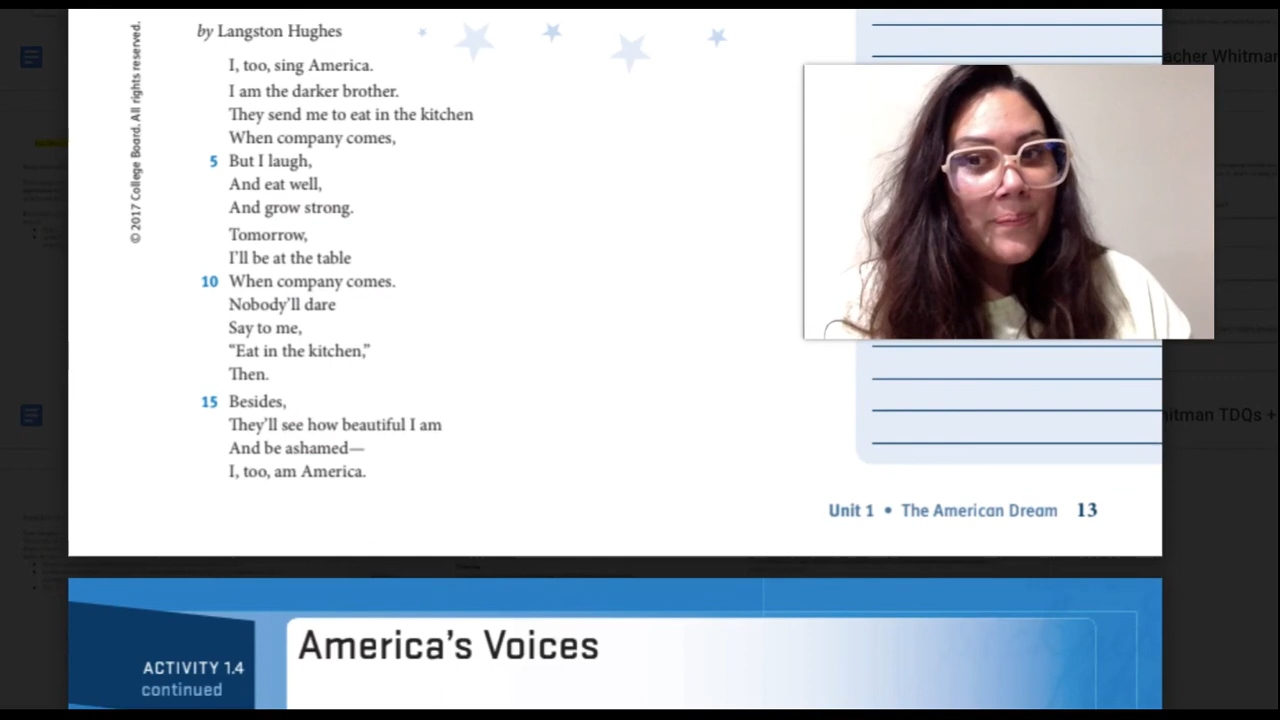 © 2017 College Board. All rights reserved.
by Langston Hughes
I, too, sing America.
I am the darker brother.
They send me to eat in the kitchen
When company comes,
5 But I laugh,
And eat well,
And grow strong.
Tomorrow,
I'll be at the table
10 When company comes.
Nobody'll dare
Say to me,
“Eat in the kitchen,”
Then.
15 Besides,
They'll see how beautiful I am
And be ashamed—
I, too, am America.
Unit 1 • The American Dream 13
acher Whitman
itman TDQs +
America's Voices
ACTIVITY 1.4
continued